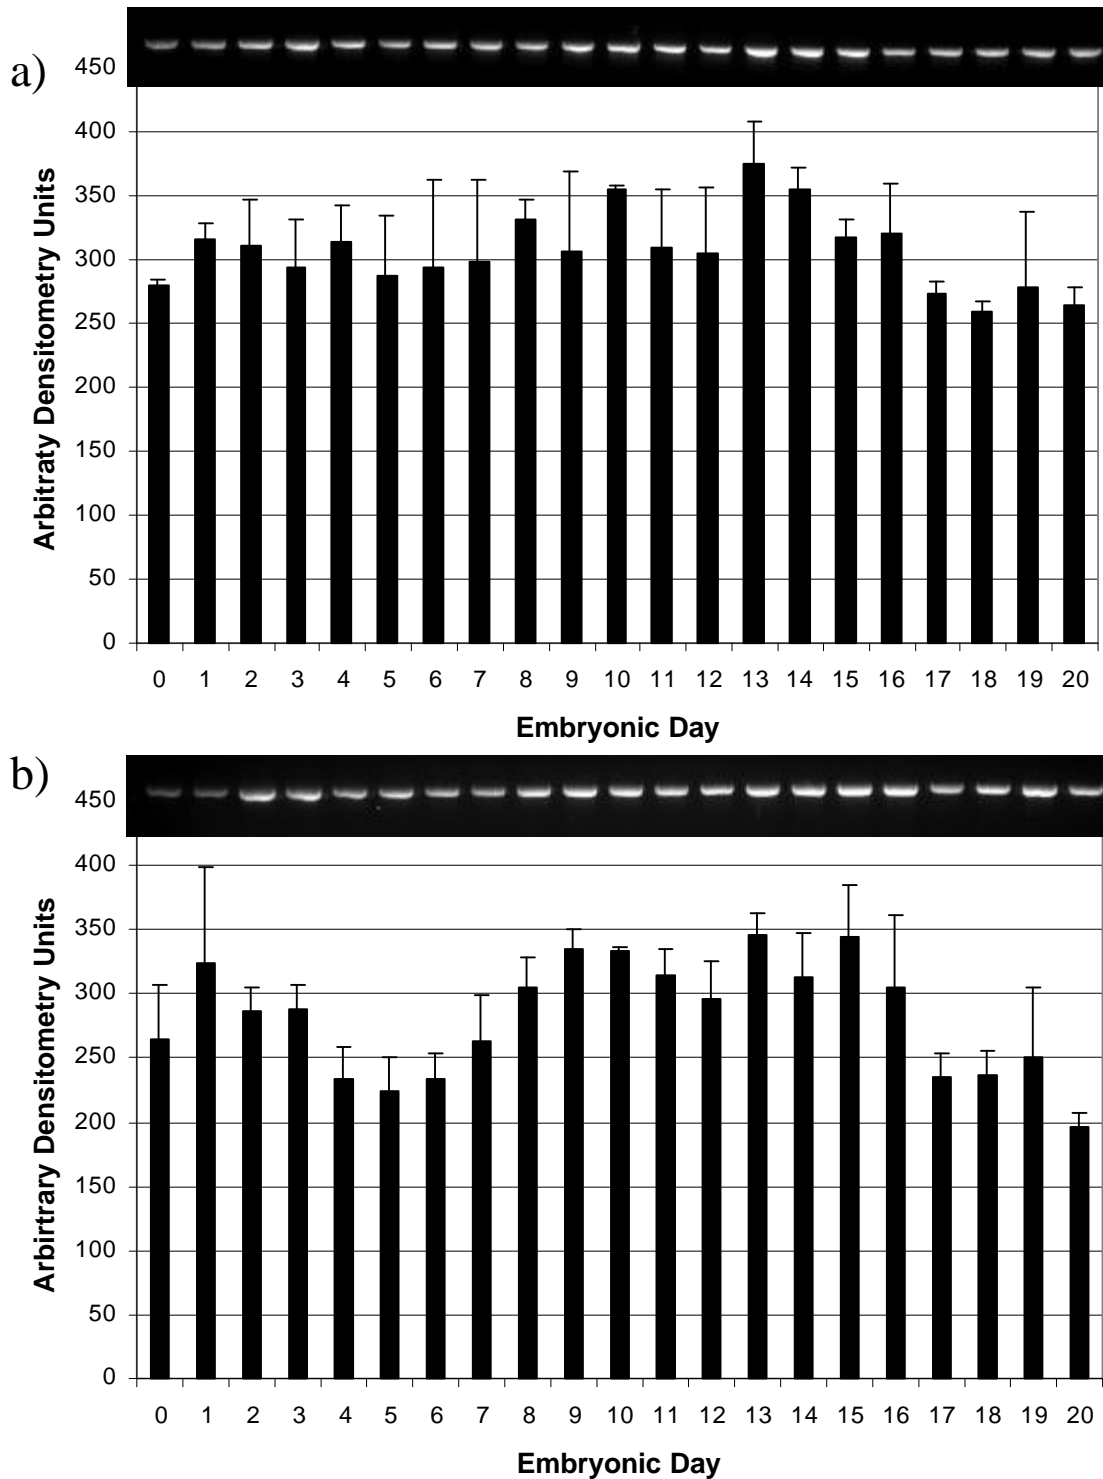 a)
450
400
350
300
250
200
150
100
50
0
Arbitraty Densitometry Units
0 1 2 3 4 5 6 7 8 9 10 11 12 13 14 15 16 17 18 19 20
Embryonic Day
b)
450
400
350
300
250
200
150
100
50
0
Arbirtrary Densitometry Units
0 1 2 3 4 5 6 7 8 9 10 11 12 13 14 15 16 17 18 19 20
Embryonic Day